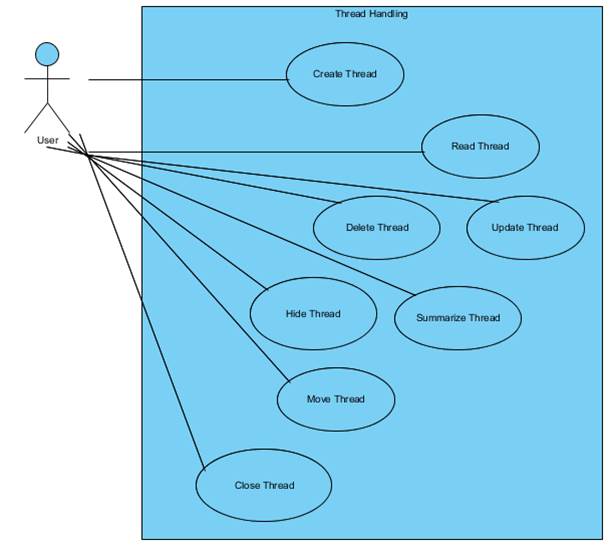 Thread Handling
Create Thread
User
Read Thread
Delete Thread
Update Thread
Hide Thread
Summarize Thread
Move Thread
Close Thread